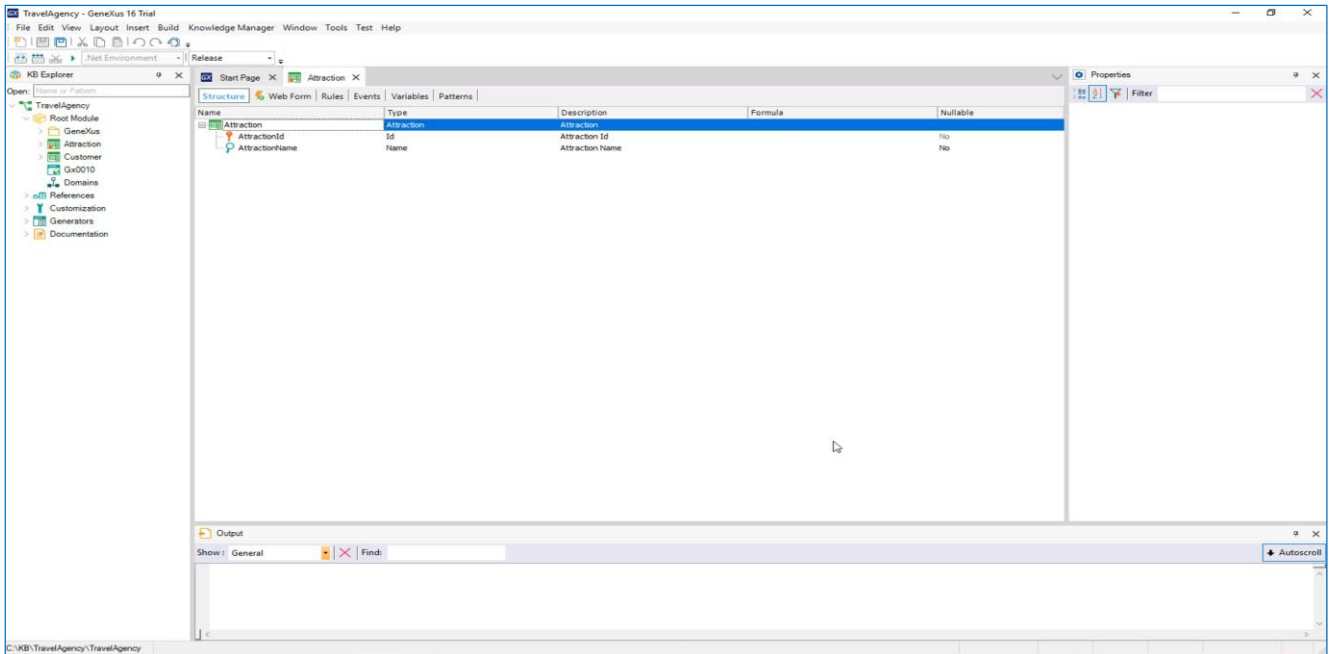 TravelAgency - GeneXus 16 Trial
File Edit View Layout Insert Build Knowledge Manager Window Tools Test Help
.Net Environment Release
KB Explorer
Open: Name or Pattern...
TravelAgency
Root Module
GeneXus
Attraction
Customer
Gx0010
Domains
References
Customization
Generators
Documentation
GX Start Page Attraction
Structure Web Form Rules Events Variables Patterns
Name Type Description Formula Nullable
Attraction Attraction Attraction
AttractionId Id Attraction Id No
AttractionName Name Attraction Name No
Properties
Filter
Output
Show: General Find:
Autoscroll
C:\KB\TravelAgency\TravelAgency